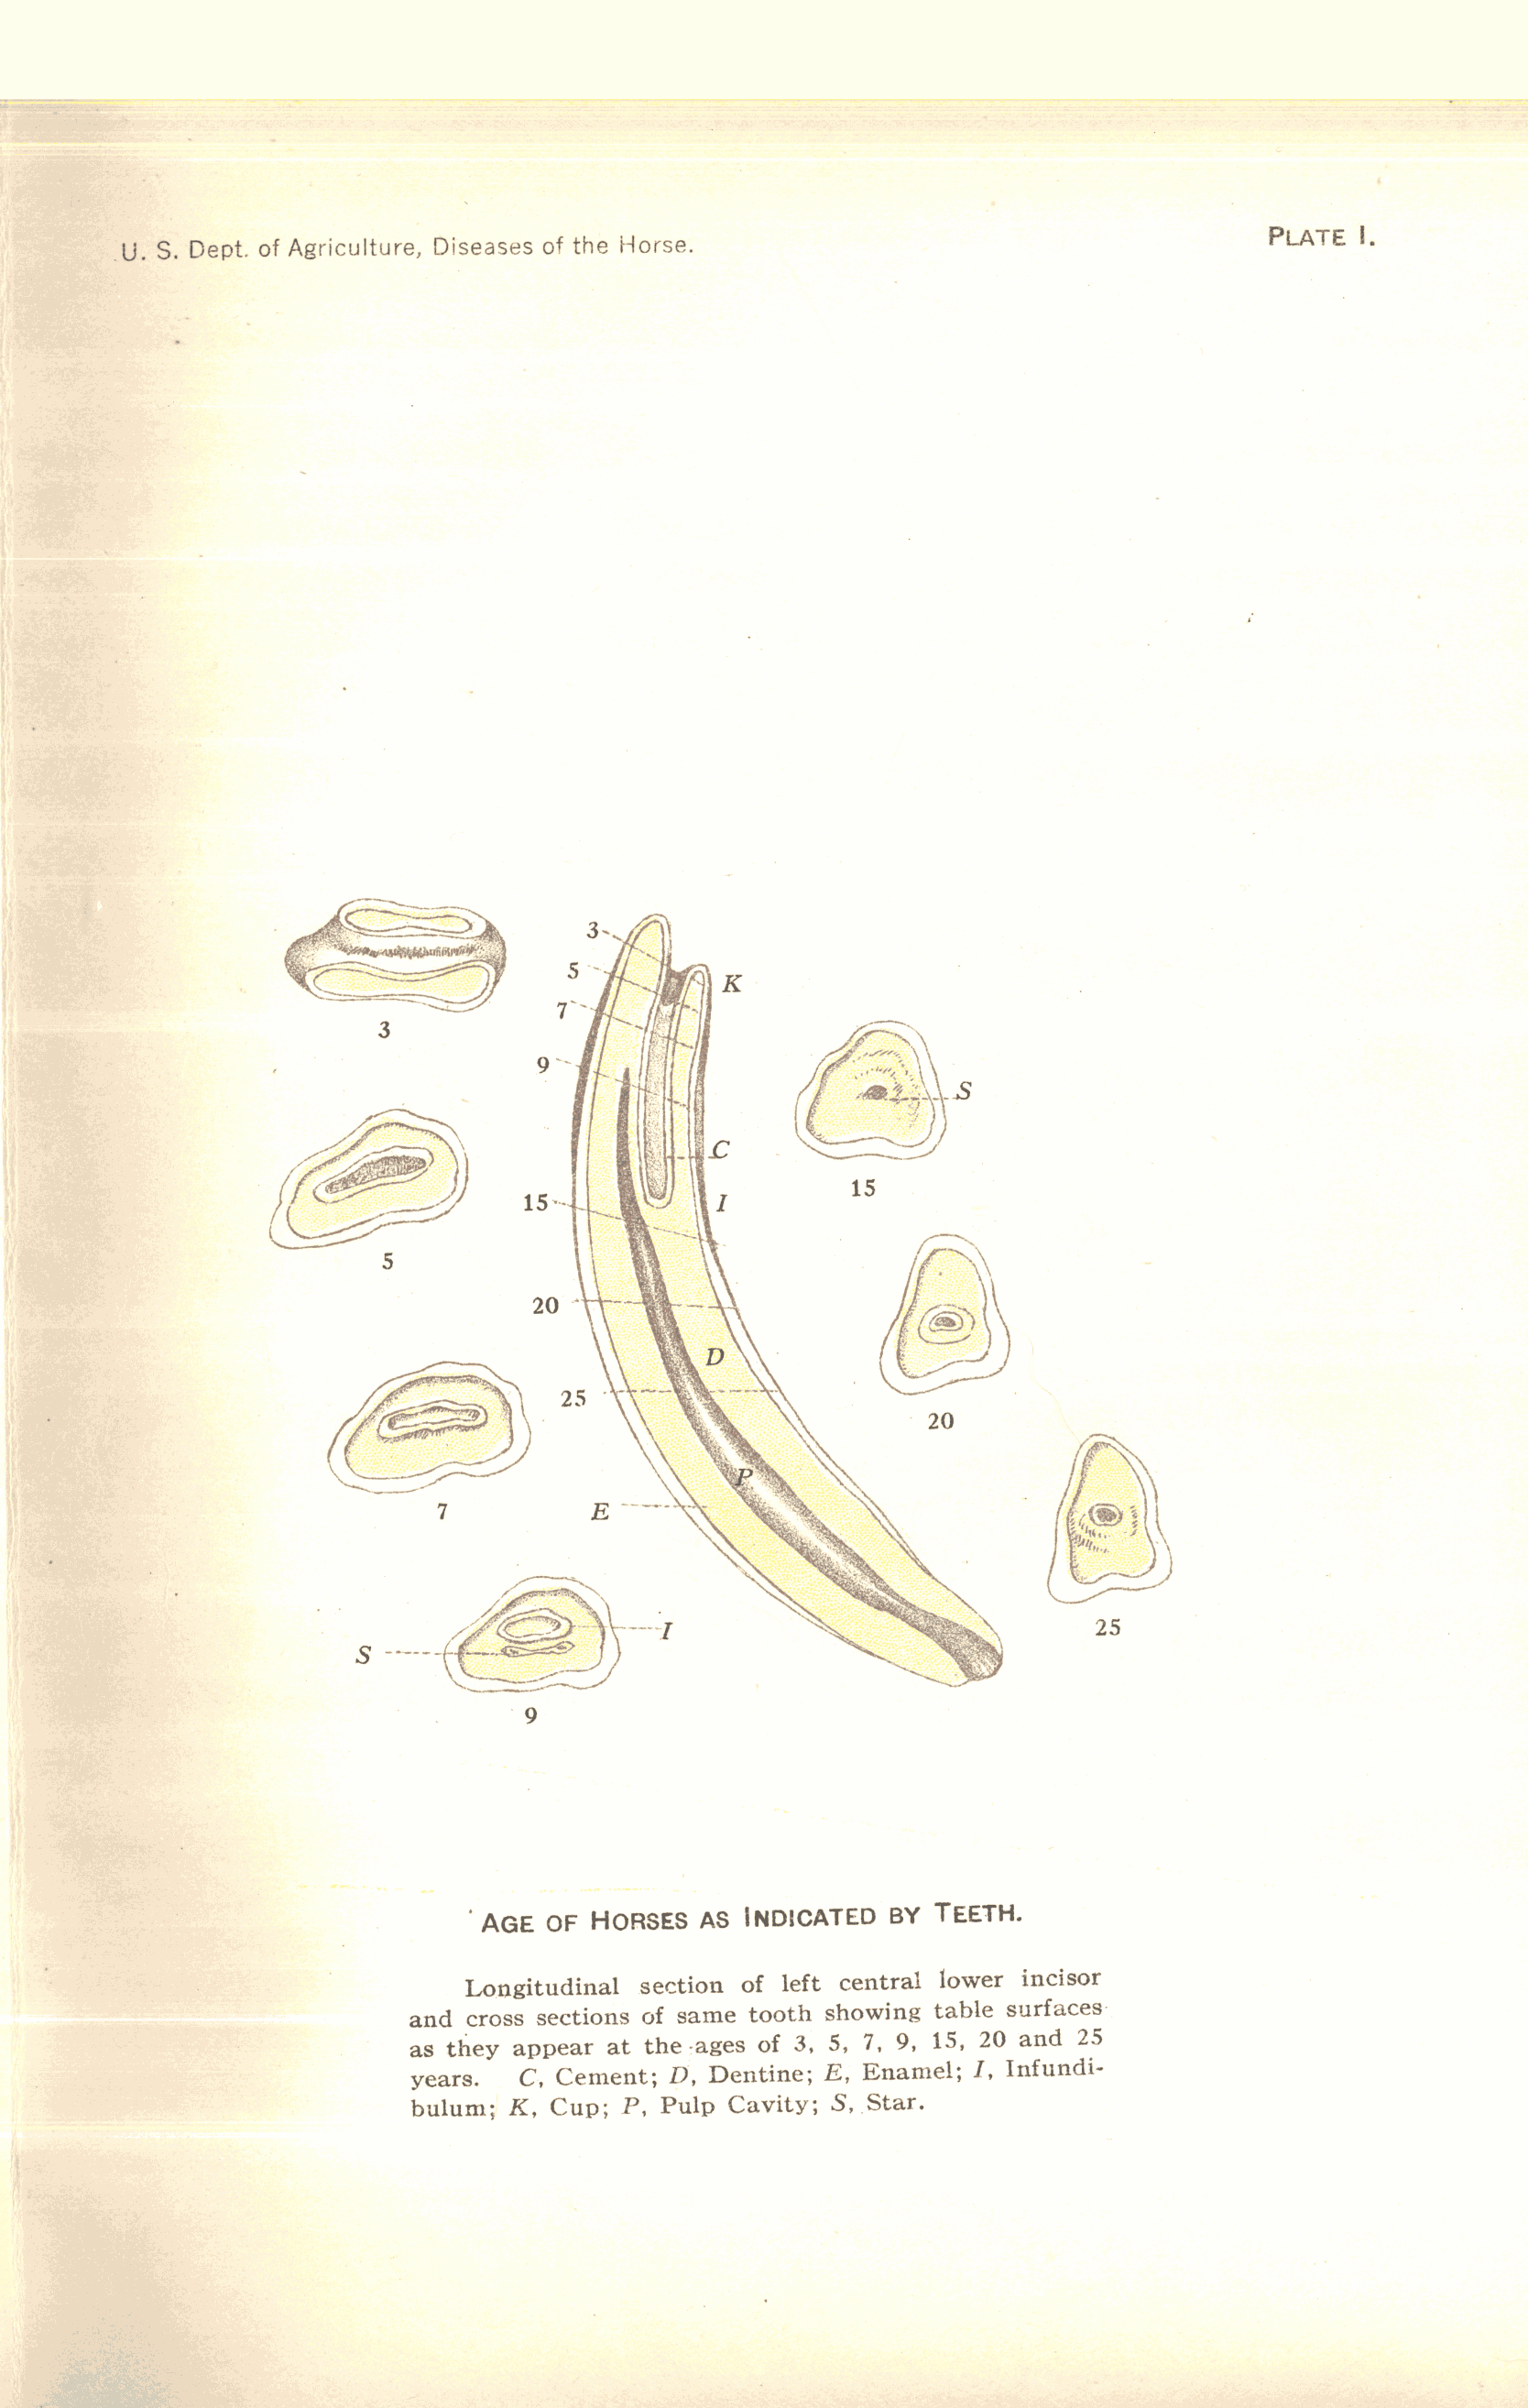 U. S. Dept. of Agriculture, Diseases of the Horse.
PLATE I.
3
5
7
9
15
20
25
E
K
C
I
D
P
3
5
7
S
I
9
S
15
20
25
AGE OF HORSES AS INDICATED BY TEETH.
Longitudinal section of left central lower incisor
and cross sections of same tooth showing table surfaces
as they appear at the ages of 3, 5, 7, 9, 15, 20 and 25
years. C, Cement; D, Dentine; E, Enamel; I, Infundi-
bulum; K, Cup; P, Pulp Cavity; S, Star.